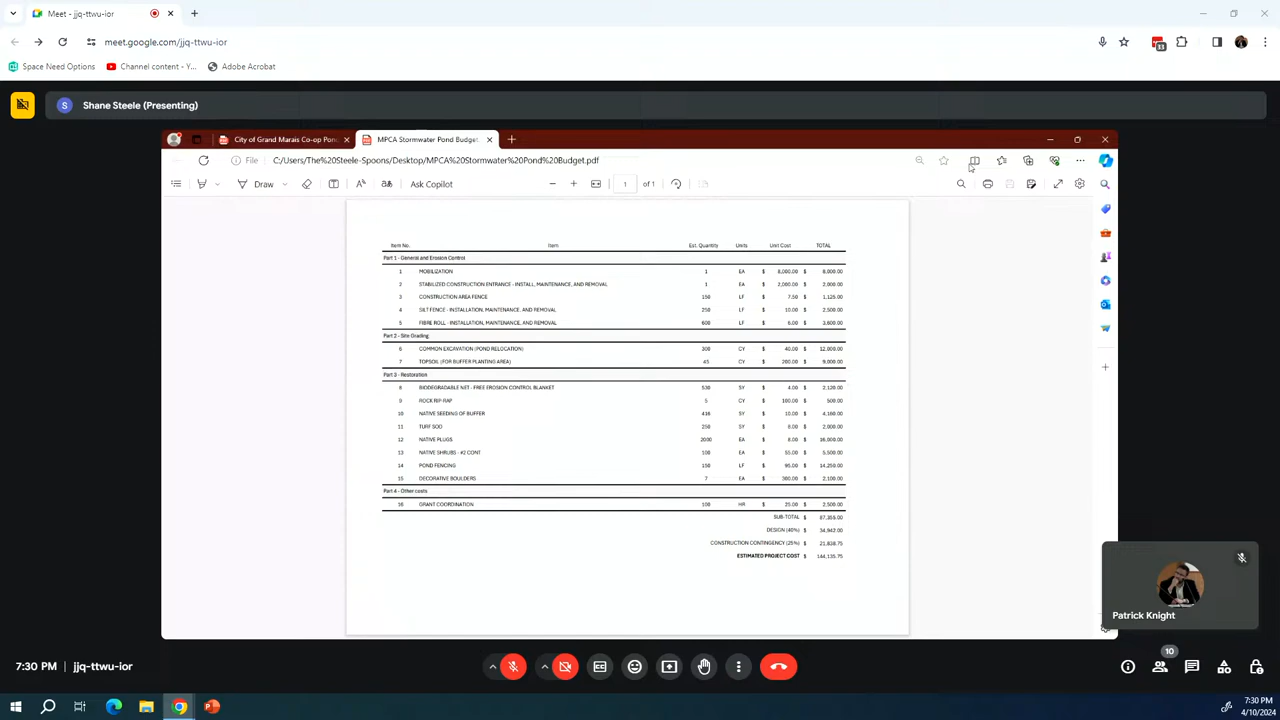 Meet - jjq-ttwu-ior
meet.google.com/jjq-ttwu-ior
13
Space Need Options
Channel content - Y...
Adobe Acrobat
S Shane Steele (Presenting)
City of Grand Marais Co-op Pon
MPCA Stormwater Pond Budget
File C:/Users/The%20Steele-Spoons/Desktop/MPCA%20Stormwater%20Pond%20Budget.pdf
Draw
Ask Copilot
1 of 1
Item No. Item Est. Quantity Units Unit Cost TOTAL
Part 1 - General and Erosion Control
1 MOBILIZATION 1 EA $ 8,000.00 $ 8,000.00
2 STABILIZED CONSTRUCTION ENTRANCE - INSTALL, MAINTENANCE, AND REMOVAL 1 EA $ 2,000.00 $ 2,000.00
3 CONSTRUCTION AREA FENCE 150 LF $ 7.50 $ 1,125.00
4 SILT FENCE - INSTALLATION, MAINTENANCE, AND REMOVAL 250 LF $ 10.00 $ 2,500.00
5 FIBRE ROLL - INSTALLATION, MAINTENANCE, AND REMOVAL 600 LF $ 6.00 $ 3,600.00
Part 2 - Site Grading
6 COMMON EXCAVATION (POND RELOCATION) 300 CY $ 40.00 $ 12,000.00
7 TOPSOIL (FOR BUFFER PLANTING AREA) 45 CY $ 200.00 $ 9,000.00
Part 3 - Restoration
8 BIODEGRADABLE NET - FREE EROSION CONTROL BLANKET 530 SY $ 4.00 $ 2,120.00
9 ROCK RIP-RAP 5 CY $ 100.00 $ 500.00
10 NATIVE SEEDING OF BUFFER 416 SY $ 10.00 $ 4,160.00
11 TURF SOD 250 SY $ 8.00 $ 2,000.00
12 NATIVE PLUGS 2000 EA $ 8.00 $ 16,000.00
13 NATIVE SHRUBS - #2 CONT 100 EA $ 55.00 $ 5,500.00
14 POND FENCING 150 LF $ 95.00 $ 14,250.00
15 DECORATIVE BOULDERS 7 EA $ 300.00 $ 2,100.00
Part 4 - Other costs
16 GRANT COORDINATION 100 HR $ 25.00 $ 2,500.00
SUB-TOTAL $ 87,355.00
DESIGN (40%) $ 34,942.00
CONSTRUCTION CONTINGENCY (25%) $ 21,838.75
ESTIMATED PROJECT COST $ 144,135.75
Patrick Knight
7:30 PM | jjq-ttwu-ior
10
7:30 PM
4/10/2024